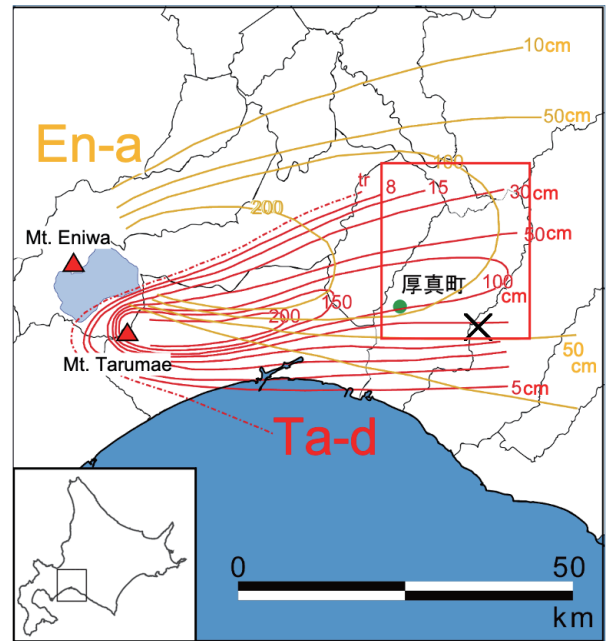 10cm
50cm
En-a
100
tr
8
15
30cm
200
50cm
Mt. Eniwa
厚真町
100
cm
150
200
Mt. Tarumae
50
cm
5cm
Ta-d
0
50
km